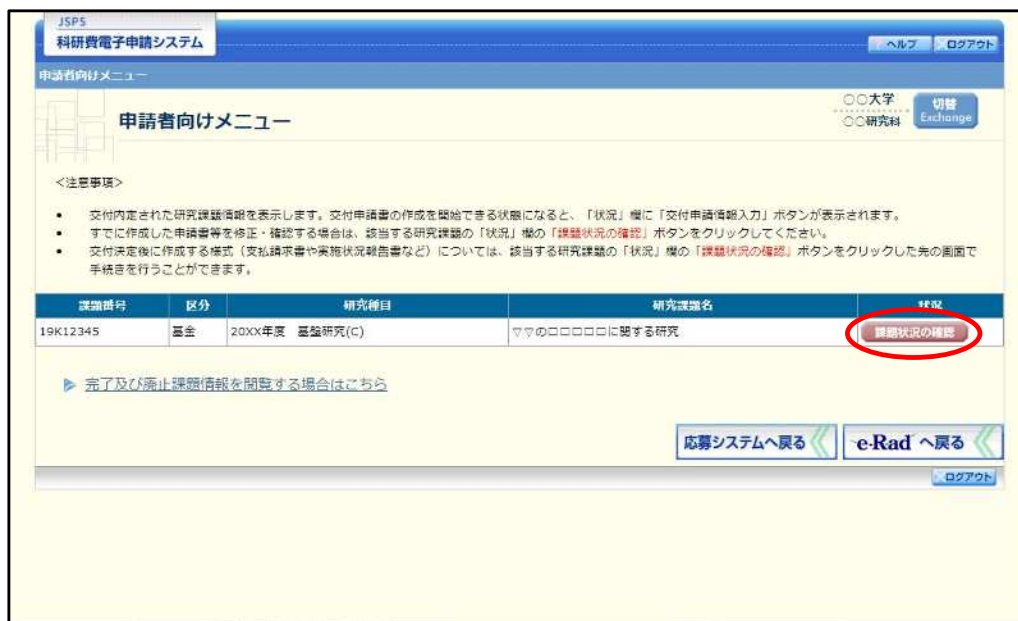 JSPS
科研費電子申請システム
ヘルプ
ログアウト
申請者向けメニュー
申請者向けメニュー
○○大学
○○研究科
切替
Exchange
<注意事項>
• 交付内定された研究課題情報を表示します。交付申請書の作成を開始できる状態になると、「状況」欄に「交付申請情報入力」ボタンが表示されます。
• すでに作成した申請書等を修正・確認する場合は、該当する研究課題の「状況」欄の「課題状況の確認」ボタンをクリックしてください。
• 交付決定後に作成する様式（支払請求書や実施状況報告書など）については、該当する研究課題の「状況」欄の「課題状況の確認」ボタンをクリックした先の画面で
手続きを行うことができます。
課題番号 区分 研究種目 研究課題名 状況
19K12345 基金 20XX年度 基盤研究(C) ▽▽の□□□□□に関する研究 課題状況の確認
完了及び廃止課題情報を閲覧する場合はこちら
応募システムへ戻る
e-Rad へ戻る
ログアウト